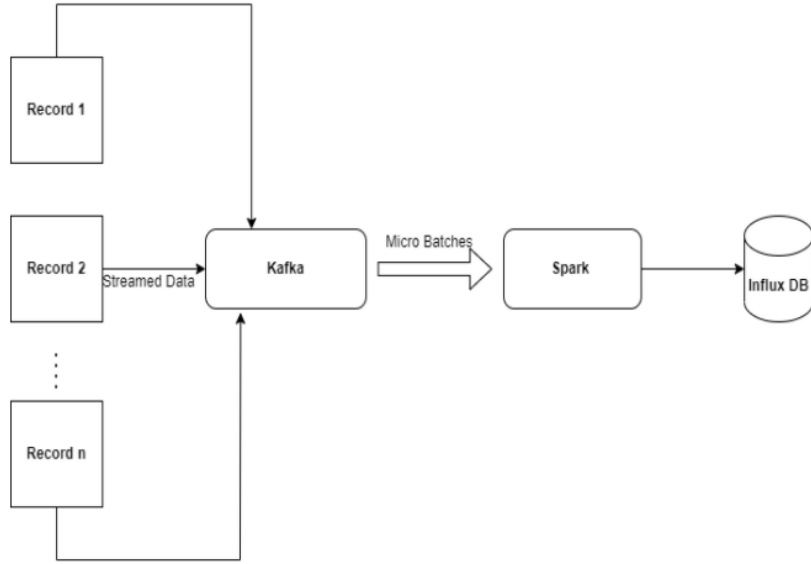 Record 1
Record 2
Streamed Data
Kafka
Micro Batches
Spark
Influx DB
Record n